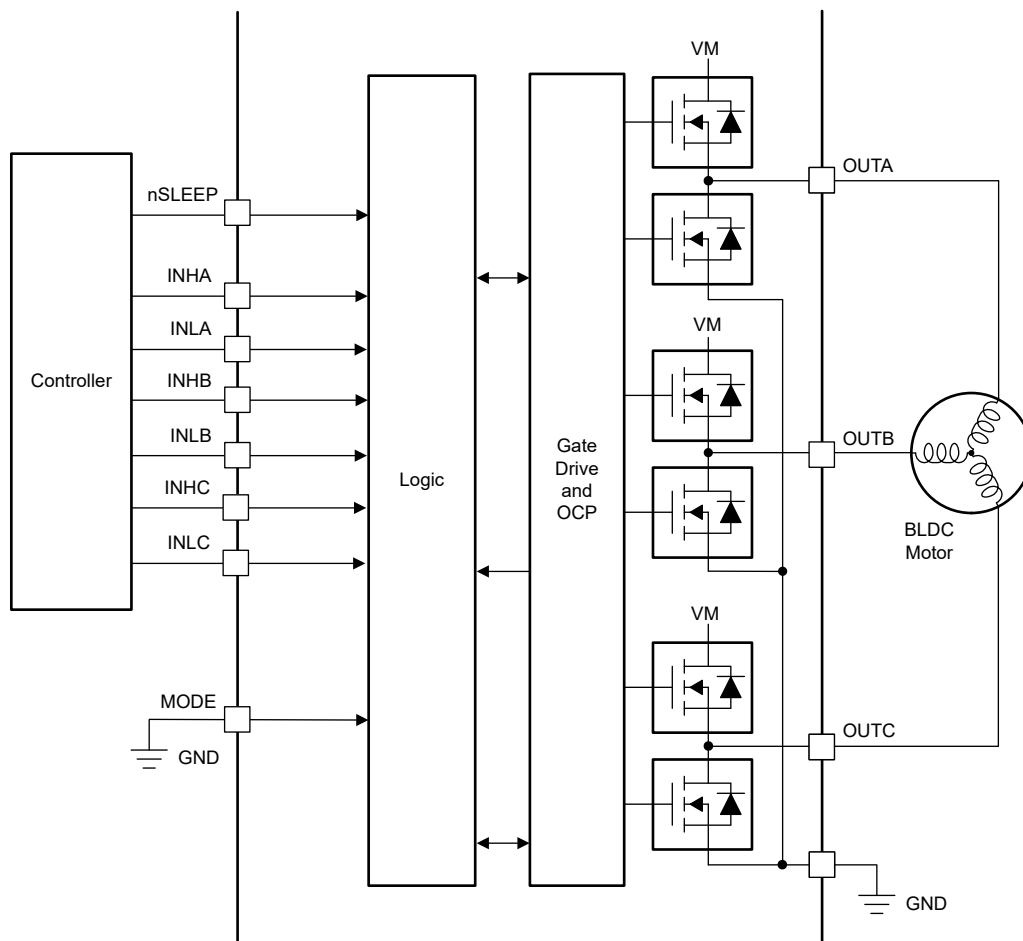 VM
nSLEEP
OUTA
INHA
INLA
VM
Controller
INHB
INLB
OUTB
Logic
Gate
Drive
and
OCP
INHC
INLC
BLDC
Motor
VM
MODE
GND
OUTC
GND